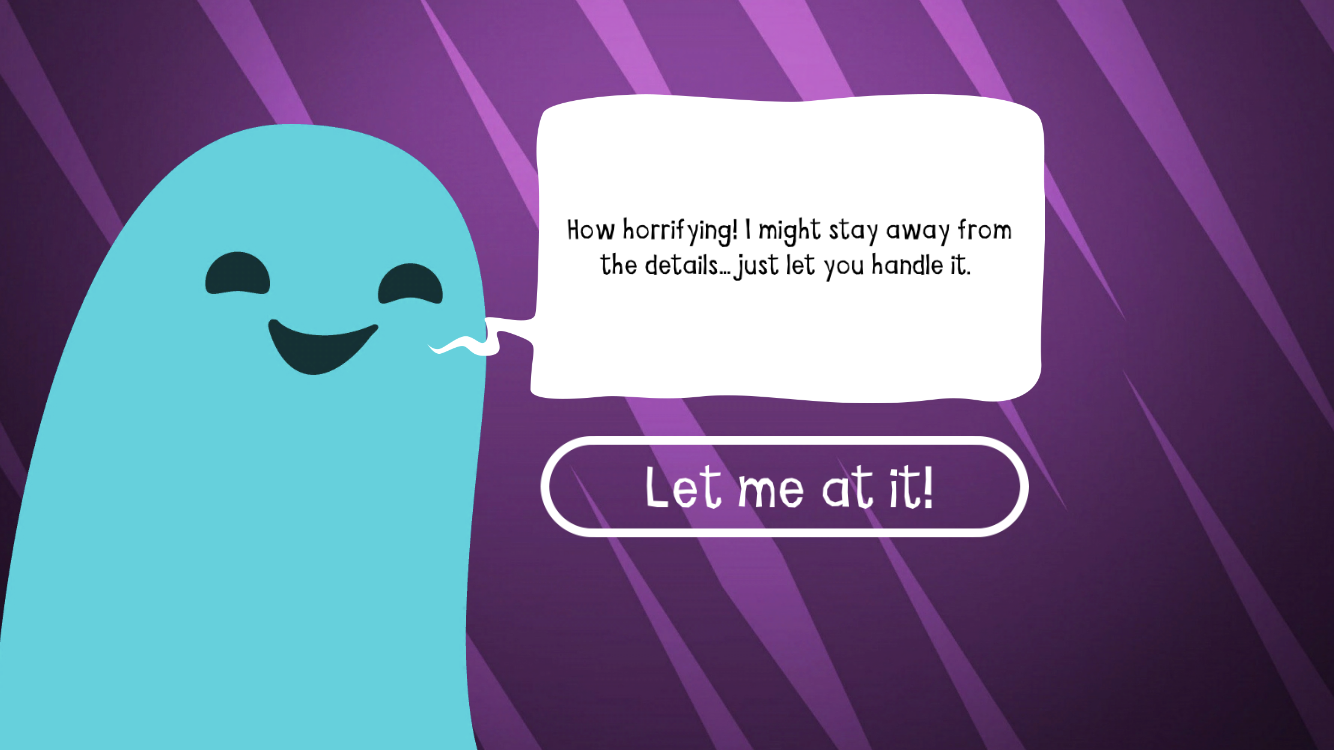 How horrifying! I might stay away from
the details... just let you handle it.
Let me at it!